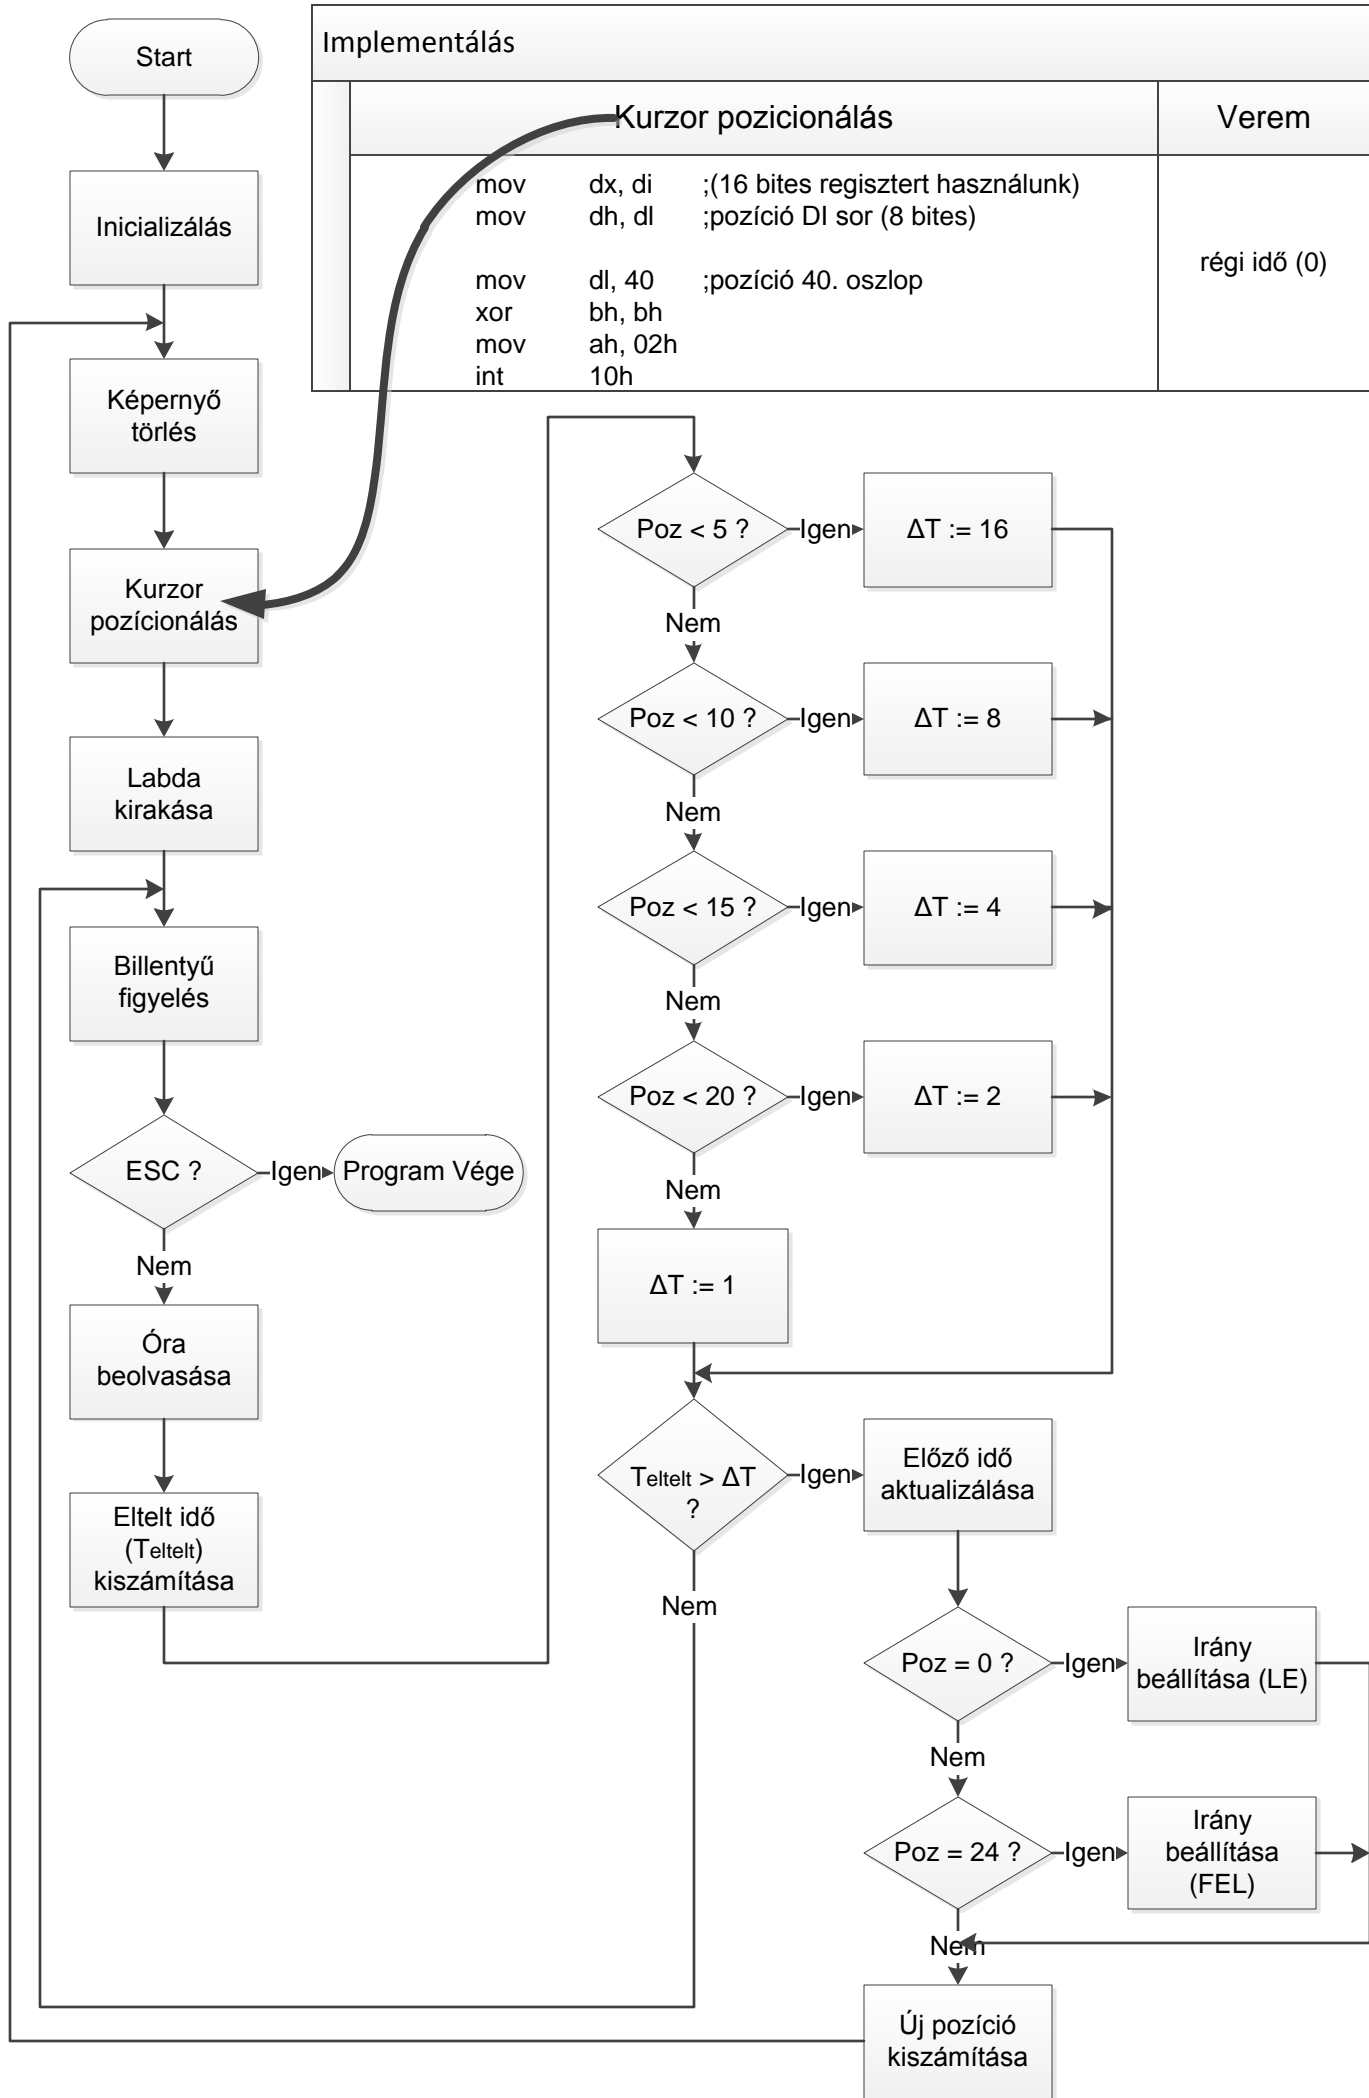 Start
Implementálás
Kurzor pozicionálás
Verem
mov dx, di ;(16 bites regisztert használunk)
mov dh, dl ;pozíció DI sor (8 bites)
mov dl, 40 ;pozíció 40. oszlop
xor bh, bh
mov ah, 02h
int 10h
régi idő (0)
Inicializálás
Képernyő
törlés
Kurzor
pozícionálás
Labda
kirakása
Billentyű
figyelés
ESC ?
Igen
Program Vége
Nem
Óra
beolvasása
Eltelt idő
(Teltelt)
kiszámítása
Poz < 5 ?
Igen
ΔT := 16
Nem
Poz < 10 ?
Igen
ΔT := 8
Nem
Poz < 15 ?
Igen
ΔT := 4
Nem
Poz < 20 ?
Igen
ΔT := 2
Nem
ΔT := 1
Teltelt > ΔT
?
Igen
Előző idő
aktualizálása
Nem
Poz = 0 ?
Igen
Irány
beállítása (LE)
Nem
Poz = 24 ?
Igen
Irány
beállítása
(FEL)
Nem
Új pozíció
kiszámítása